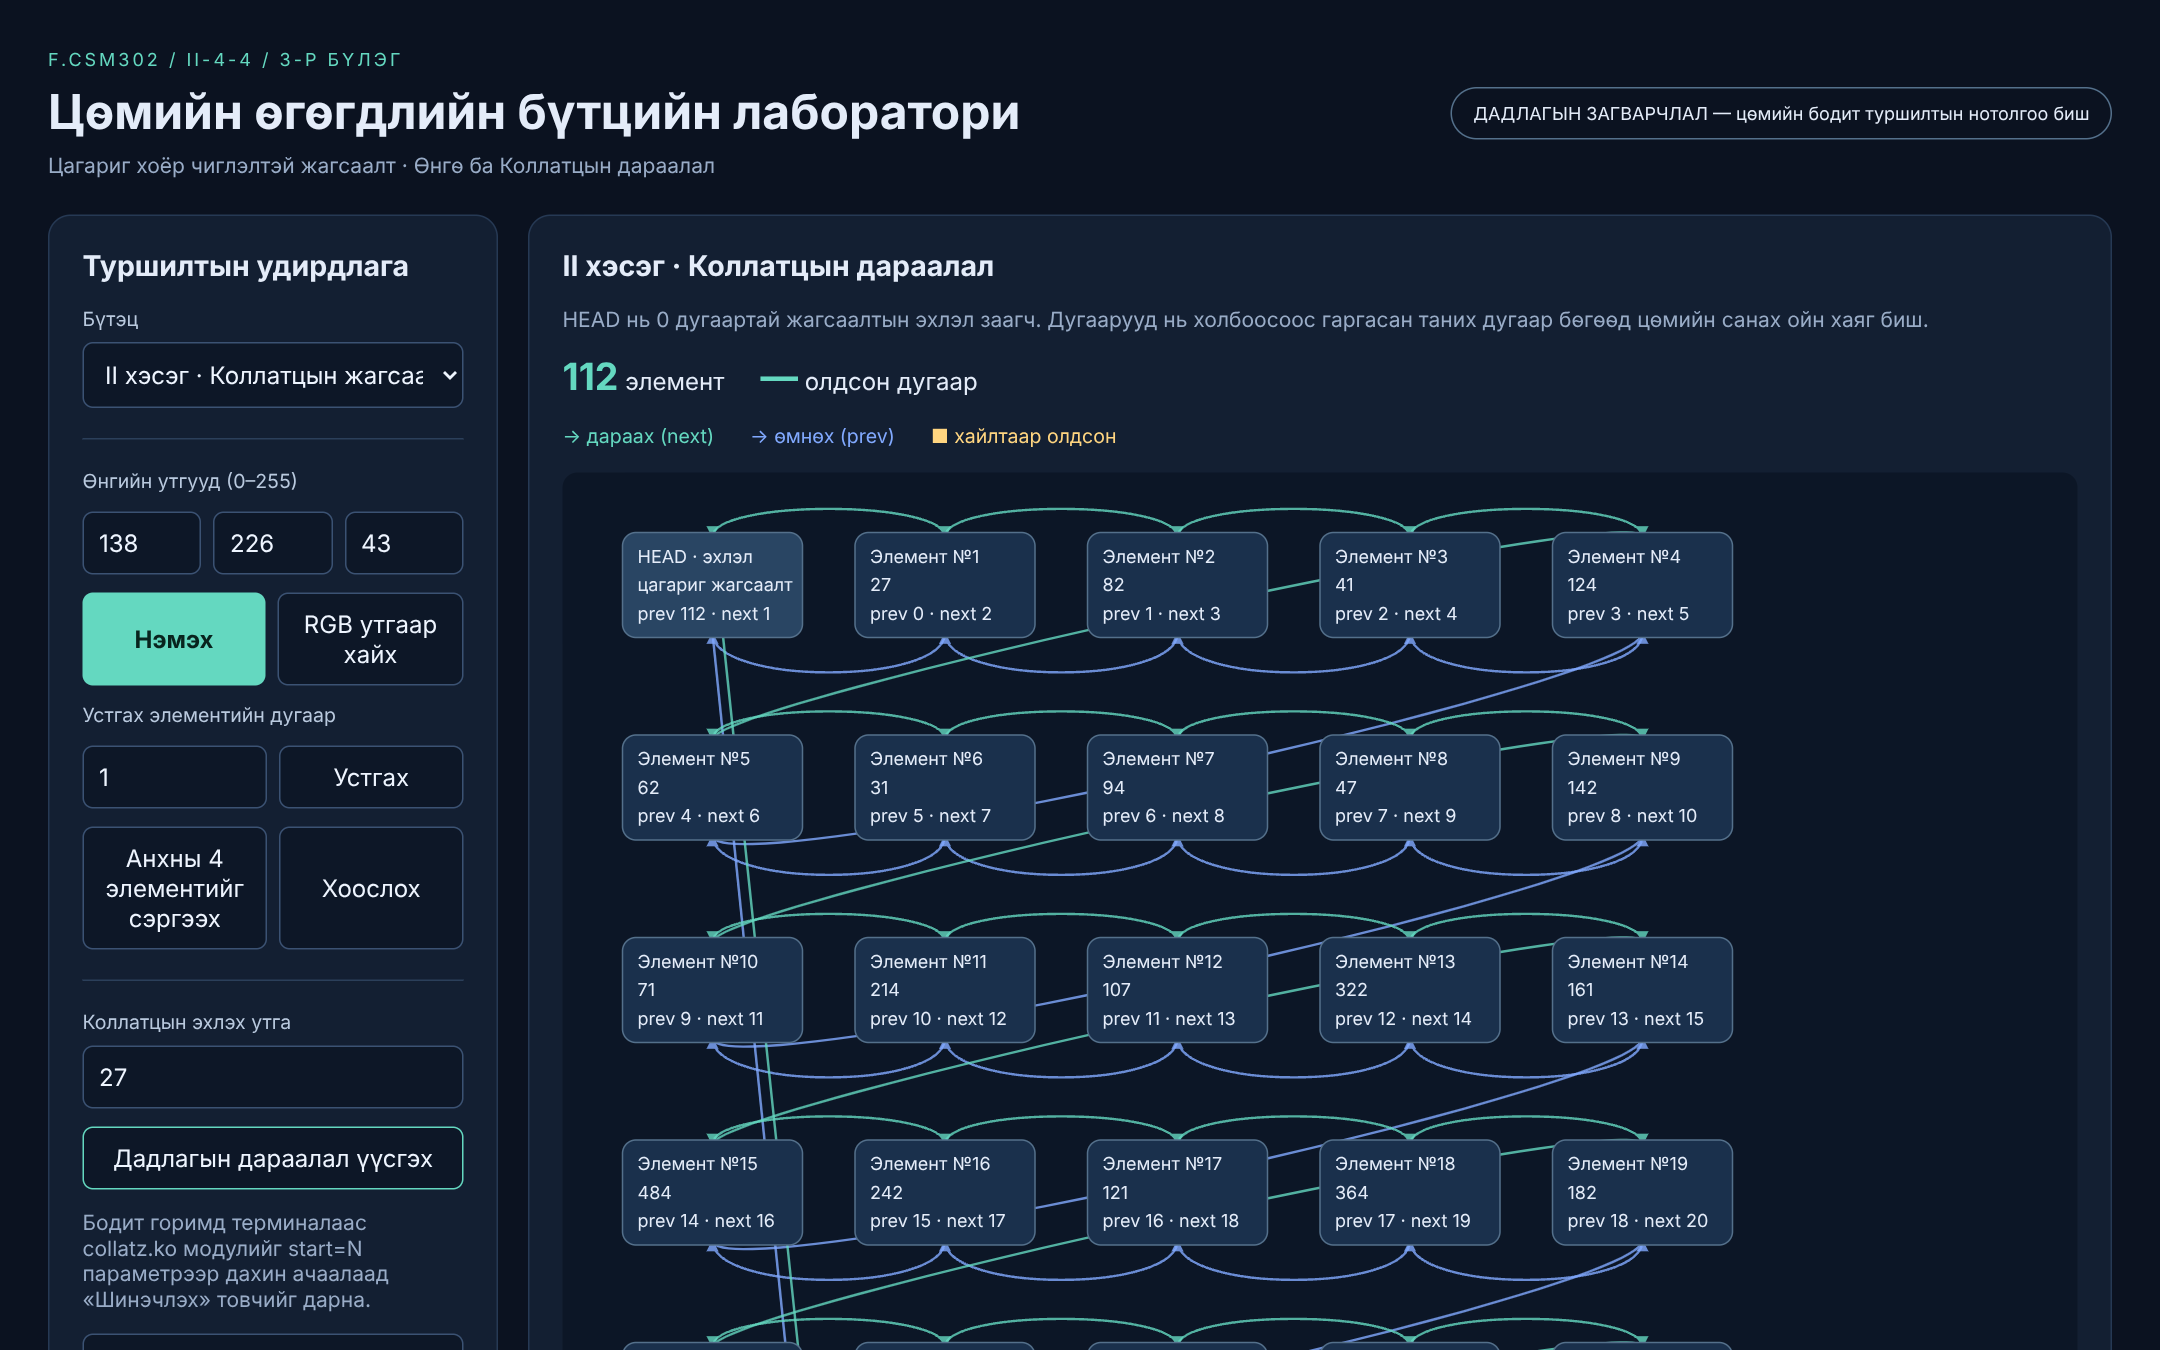 F.CSM302 / II-4-4 / 3-Р БҮЛЭГ
Цөмийн өгөгдлийн бүтцийн лаборатори
Цагариг хоёр чиглэлтэй жагсаалт · Өнгө ба Коллатцын дараалал
ДАДЛАГЫН ЗАГВАРЧЛАЛ — цөмийн бодит туршилтын нотолгоо биш
Туршилтын удирдлага
Бүтэц
II хэсэг · Коллатцын жагсаа
Өнгийн утгууд (0–255)
138 226 43
Нэмэх
RGB утгаар
хайх
Устгах элементийн дугаар
1
Устгах
Анхны 4
элементийг
сэргээх
Хоослох
Коллатцын эхлэх утга
27
Дадлагын дараалал үүсгэх
Бодит горимд терминалаас
collatz.ko модулийг start=N
параметрээр дахин ачаалаад
«Шинэчлэх» товчийг дарна.
II хэсэг · Коллатцын дараалал
HEAD нь 0 дугаартай жагсаалтын эхлэл заагч. Дугаарууд нь холбоосоос гаргасан таних дугаар бөгөөд цөмийн санах ойн хаяг биш.
112 элемент — олдсон дугаар
→ дараах (next) → өмнөх (prev) ■ хайлтаар олдсон
HEAD · эхлэл
цагариг жагсаалт
prev 112 · next 1
Элемент №1
27
prev 0 · next 2
Элемент №2
82
prev 1 · next 3
Элемент №3
41
prev 2 · next 4
Элемент №4
124
prev 3 · next 5
Элемент №5
62
prev 4 · next 6
Элемент №6
31
prev 5 · next 7
Элемент №7
94
prev 6 · next 8
Элемент №8
47
prev 7 · next 9
Элемент №9
142
prev 8 · next 10
Элемент №10
71
prev 9 · next 11
Элемент №11
214
prev 10 · next 12
Элемент №12
107
prev 11 · next 13
Элемент №13
322
prev 12 · next 14
Элемент №14
161
prev 13 · next 15
Элемент №15
484
prev 14 · next 16
Элемент №16
242
prev 15 · next 17
Элемент №17
121
prev 16 · next 18
Элемент №18
364
prev 17 · next 19
Элемент №19
182
prev 18 · next 20